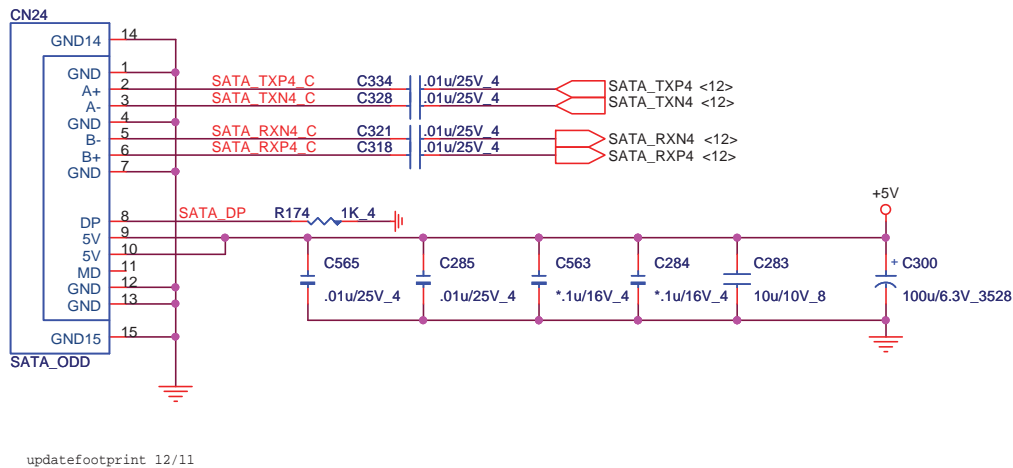 CN24
GND14 14
GND 1
A+ 2 SATA_TXP4_C C334 .01u/25V_4 SATA_TXP4 <12>
A- 3 SATA_TXN4_C C328 .01u/25V_4 SATA_TXN4 <12>
GND 4
B- 5 SATA_RXN4_C C321 .01u/25V_4 SATA_RXN4 <12>
B+ 6 SATA_RXP4_C C318 .01u/25V_4 SATA_RXP4 <12>
GND 7
+5V
DP 8 SATA_DP R174 1K_4
5V 9
5V 10
MD 11
GND 12
GND 13
C565 C285 C563 C284 C283 + C300
.01u/25V_4 .01u/25V_4 *.1u/16V_4 *.1u/16V_4 10u/10V_8 100u/6.3V_3528
GND15 15
SATA_ODD
updatefootprint 12/11